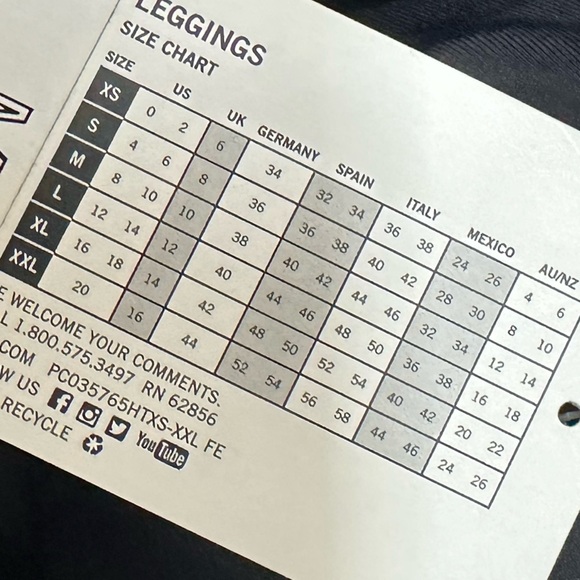 LEGGINGS
SIZE CHART
SIZE US UK GERMANY SPAIN ITALY MEXICO AU/NZ
XS 0 2 6 34 32 34 36 38 24 26 4 6
S 4 6 8 36 36 38 40 42 28 30 8 10
M 8 10 10 38 40 42 44 46 32 34 12 14
L 12 14 12 40 44 46 48 50 36 38 16 18
XL 16 18 14 42 48 50 52 54 40 42 20 22
XXL 20 16 44 52 54 56 58 44 46 24 26
E WELCOME YOUR COMMENTS.
L 1.800.575.3497 RN 62856
COM PC035765HTXS-XXL FE
W US YouTube
RECYCLE